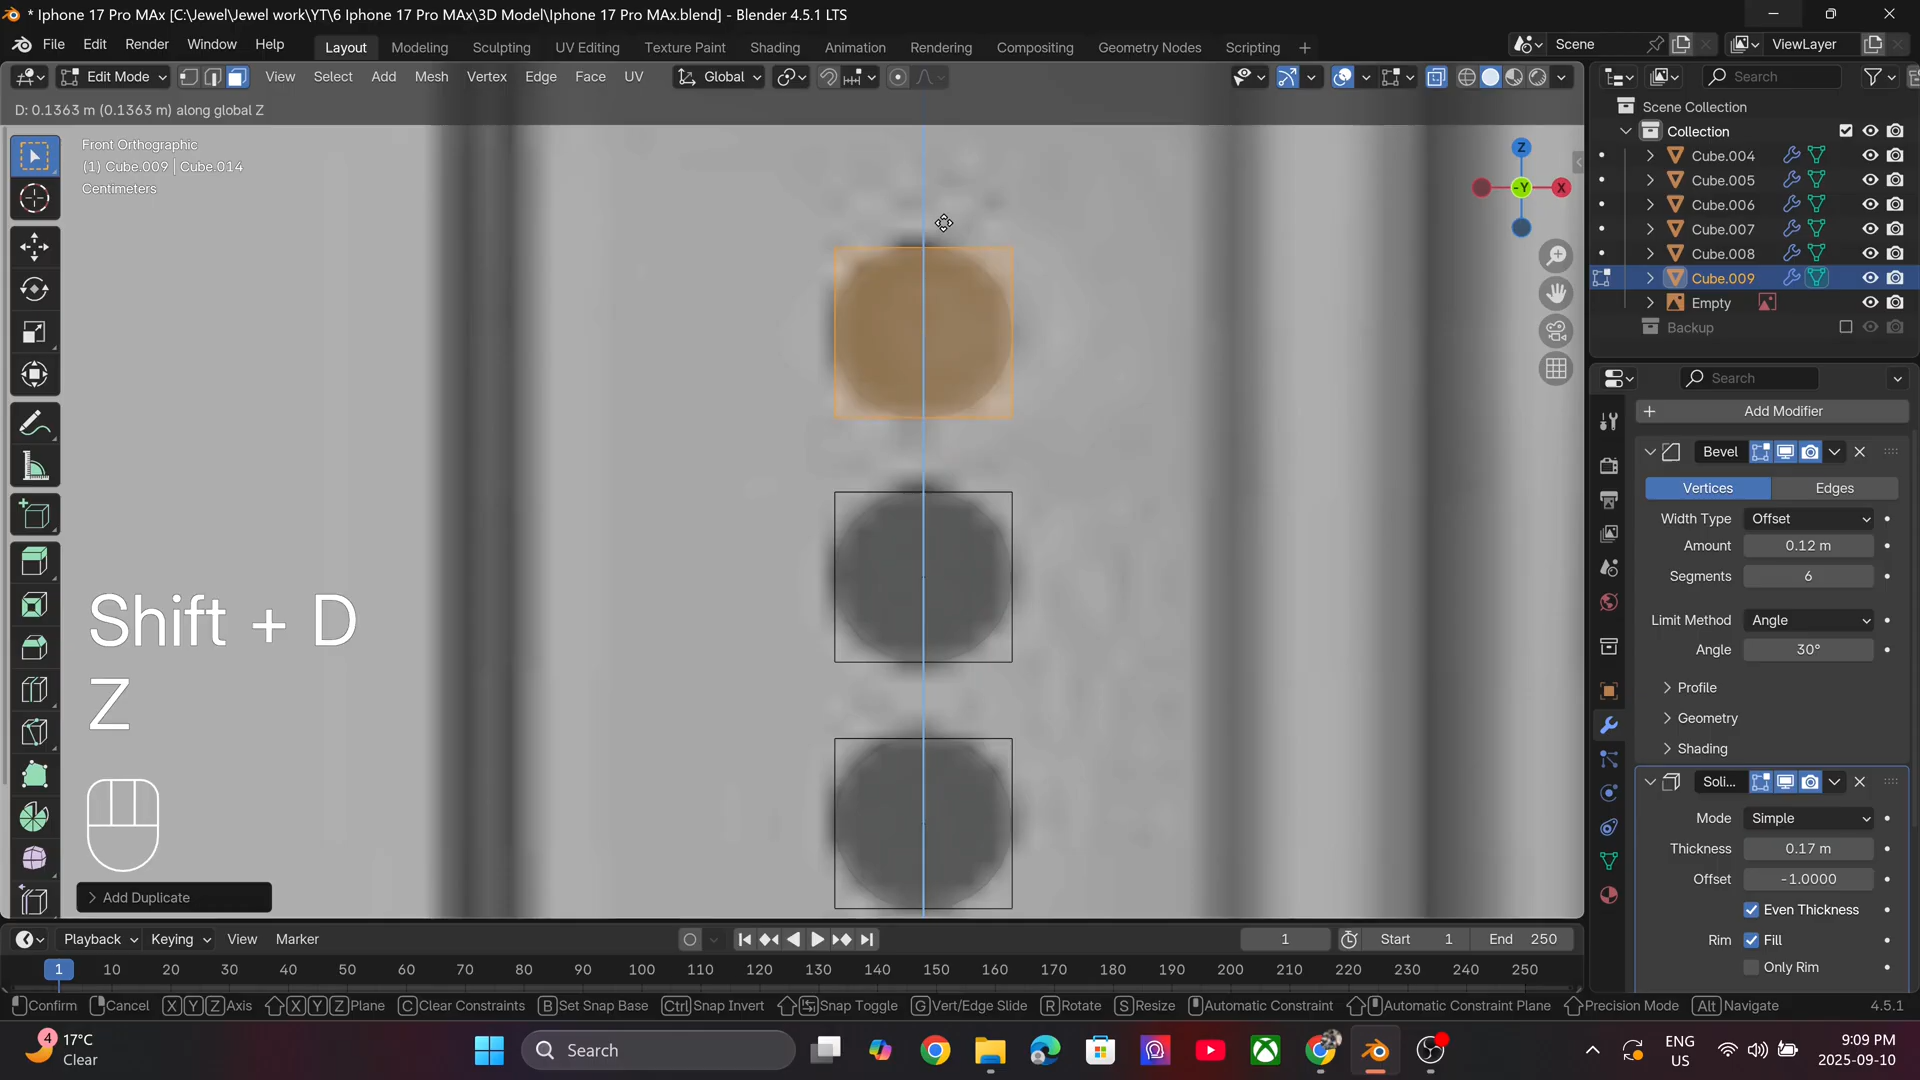 * Iphone 17 Pro MAx [C:\Jewel\Jewel work\YT\6 Iphone 17 Pro MAx\3D Model\Iphone 17 Pro MAx.blend] - Blender 4.5.1 LTS
File Edit Render Window Help Layout Modeling Sculpting UV Editing Texture Paint Shading Animation Rendering Compositing Geometry Nodes Scripting + Scene ViewLayer
Edit Mode View Select Add Mesh Vertex Edge Face UV Global Search
D: 0.1363 m (0.1363 m) along global Z
Scene Collection
Collection
Front Orthographic
(1) Cube.009 | Cube.014
Centimeters
Z
-Y
X
Cube.004
Cube.005
Cube.006
Cube.007
Cube.008
Cube.009
Empty
Backup
Search
+ Add Modifier
Bevel
Vertices Edges
Width Type Offset
Amount 0.12 m
Segments 6
Limit Method Angle
Angle 30°
Profile
Geometry
Shading
Soli...
Mode Simple
Thickness 0.17 m
Offset -1.0000
Even Thickness
Rim Fill
Only Rim
Shift + D
Z
Add Duplicate
Playback Keying View Marker 1 Start 1 End 250
1 10 20 30 40 50 60 70 80 90 100 110 120 130 140 150 160 170 180 190 200 210 220 230 240 250
Confirm Cancel X Y Z Axis X Y Z Plane C Clear Constraints B Set Snap Base Ctrl Snap Invert Snap Toggle G Vert/Edge Slide R Rotate S Resize Automatic Constraint Automatic Constraint Plane Precision Mode Alt Navigate 4.5.1
4
17°C
Clear
Search
ENG
US
9:09 PM
2025-09-10